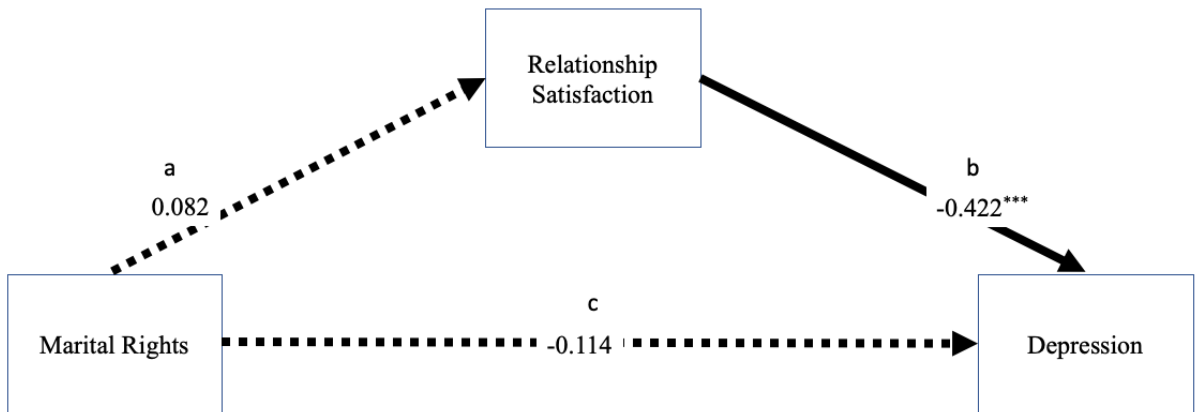 Relationship
Satisfaction
a
0.082
b
-0.422***
Marital Rights
c
-0.114
Depression